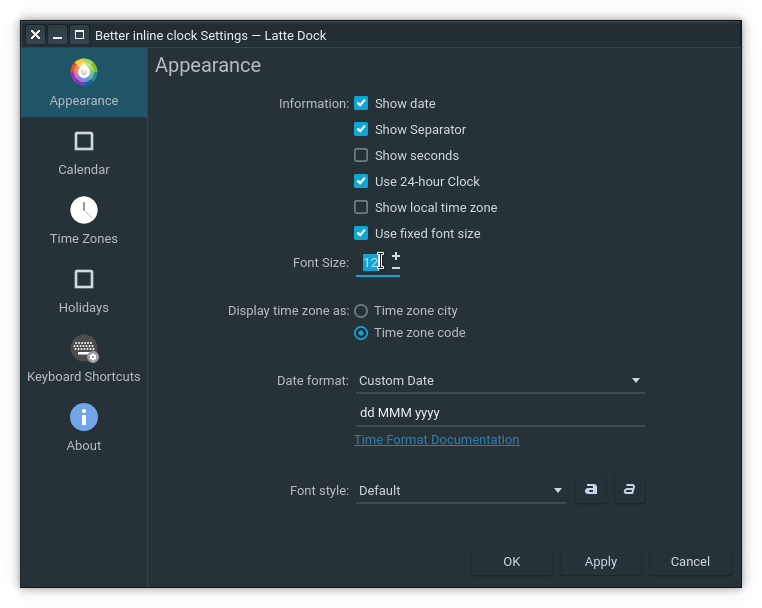 Better inline clock Settings — Latte Dock
Appearance
Calendar
Time Zones
Holidays
Keyboard Shortcuts
About
Appearance
Information:
Show date
Show Separator
Show seconds
Use 24-hour Clock
Show local time zone
Use fixed font size
Font Size: 12 + −
Display time zone as:
Time zone city
Time zone code
Date format: Custom Date
dd MMM yyyy
Time Format Documentation
Font style: Default a a
OK Apply Cancel